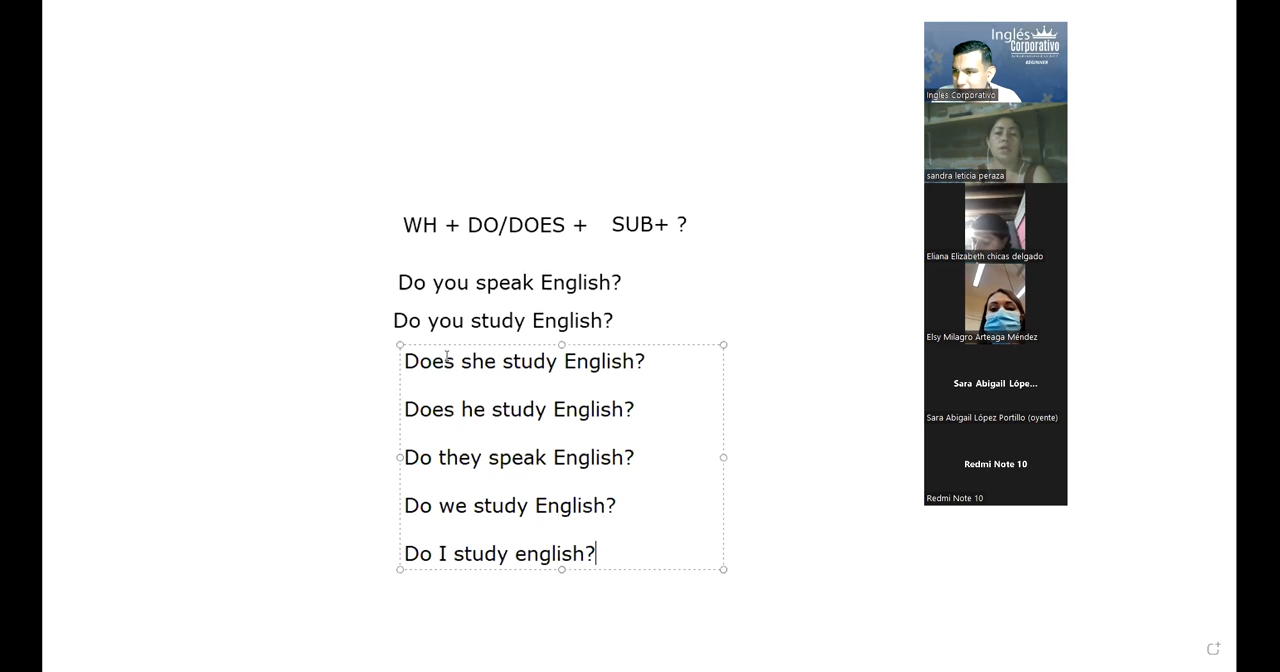 WH + DO/DOES + SUB+ ?
Do you speak English?
Do you study English?
Does she study English?
Does he study English?
Do they speak English?
Do we study English?
Do I study english?
Inglés
Corporativo
BEGINNER
Ingles Corporativo
sandra leticia peraza
Eliana Elizabeth chicas delgado
Elsy Milagro Arteaga Méndez
Sara Abigail Lópe...
Sara Abigail López Portillo (oyente)
Redmi Note 10
Redmi Note 10